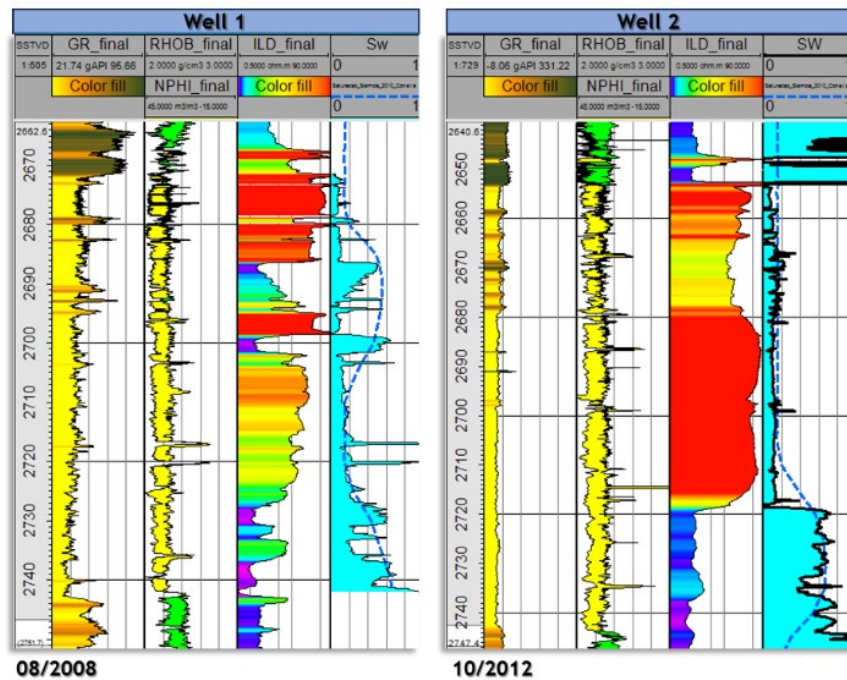 Well 1
SSTVD GR_final RHOB_final ILD_final Sw
1:605 21.74 gAPI 95.66 2.0000 g/cm3 3.0000 0.5000 ohm.m 90.0000 0 1
Color fill NPHI_final Color fill
45.0000 m3/m3 -15.0000 0 1
2662.6
2670
2680
2690
2700
2710
2720
2730
2740
(2751.7)
08/2008
Well 2
SSTVD GR_final RHOB_final ILD_final SW
1:729 -8.06 gAPI 331.22 2.0000 g/cm3 3.0000 0.5000 ohm.m 90.0000 0 1
Color fill NPHI_final Color fill
45.0000 m3/m3 -15.0000 0 1
2640.6
2650
2660
2670
2680
2690
2700
2710
2720
2730
2740
2747.4
10/2012